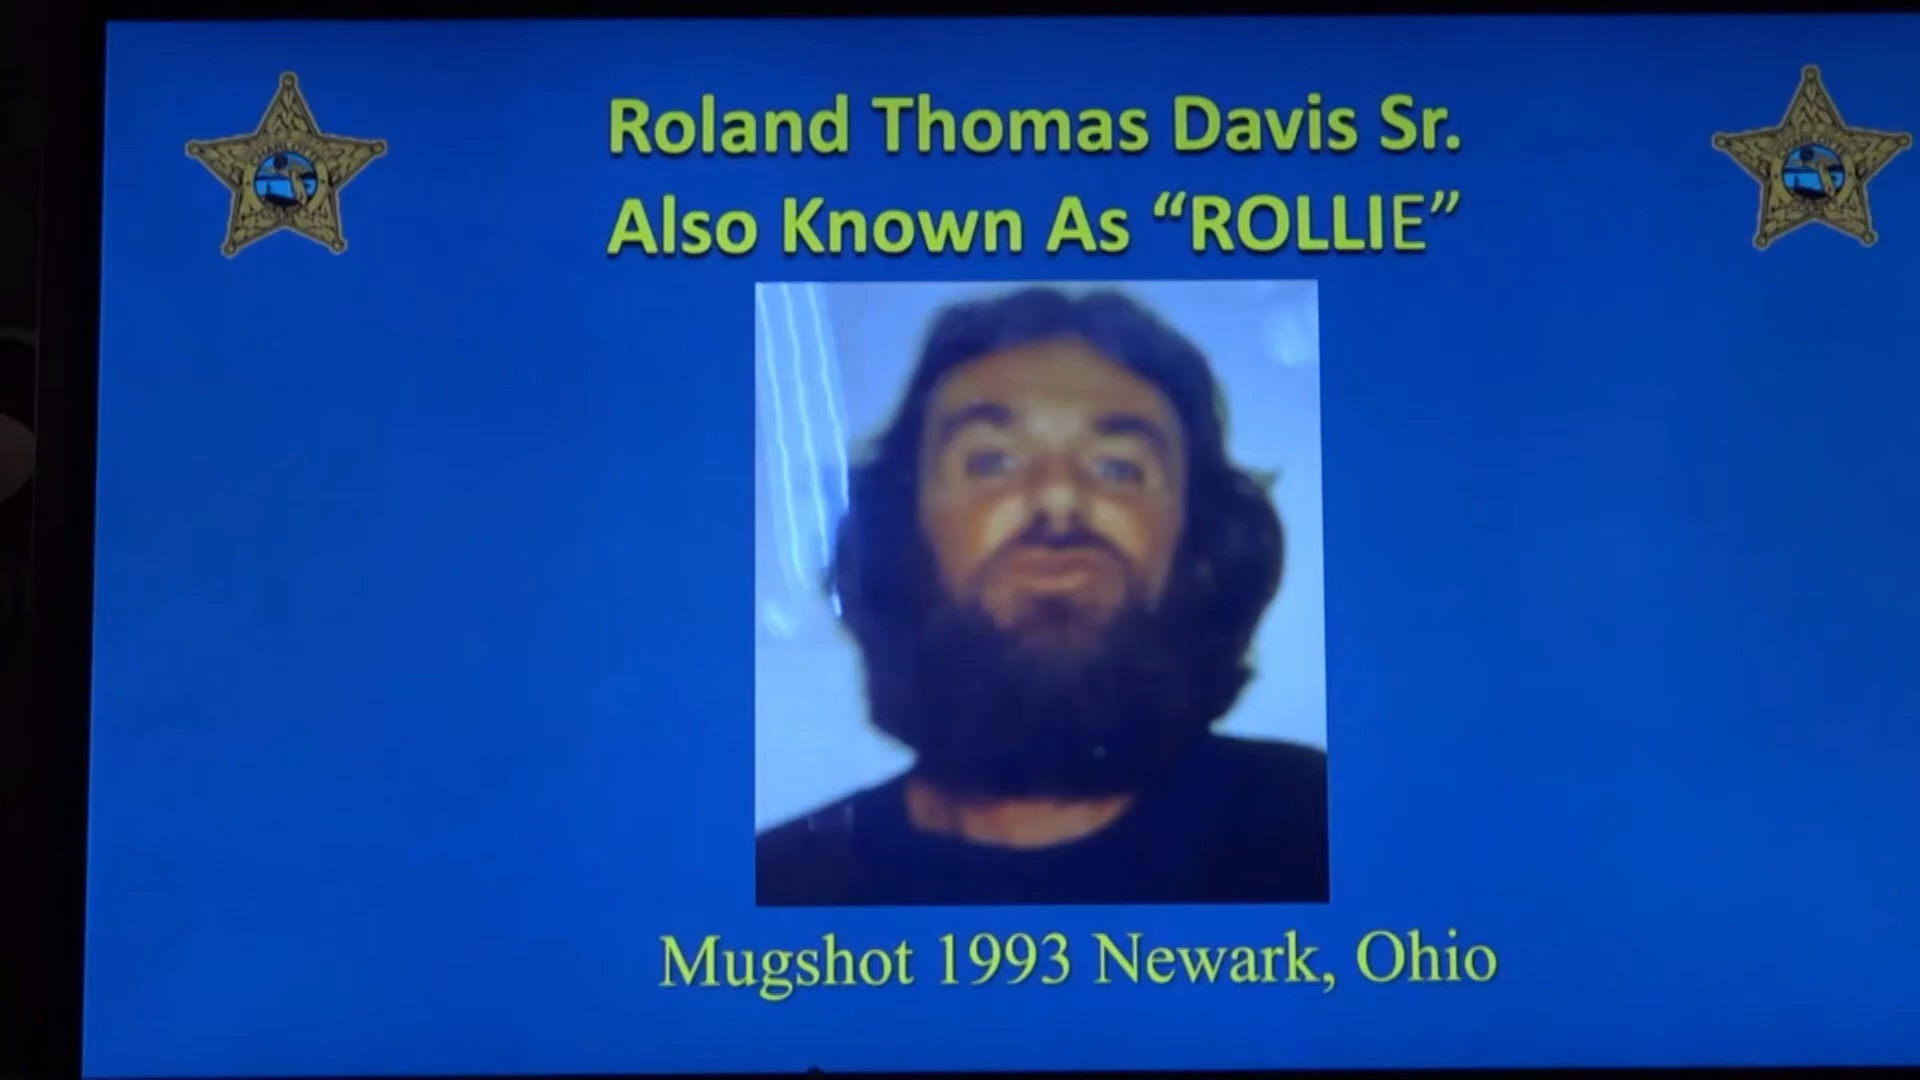 Roland Thomas Davis Sr.
Also Known As “ROLLIE”
Mugshot 1993 Newark, Ohio